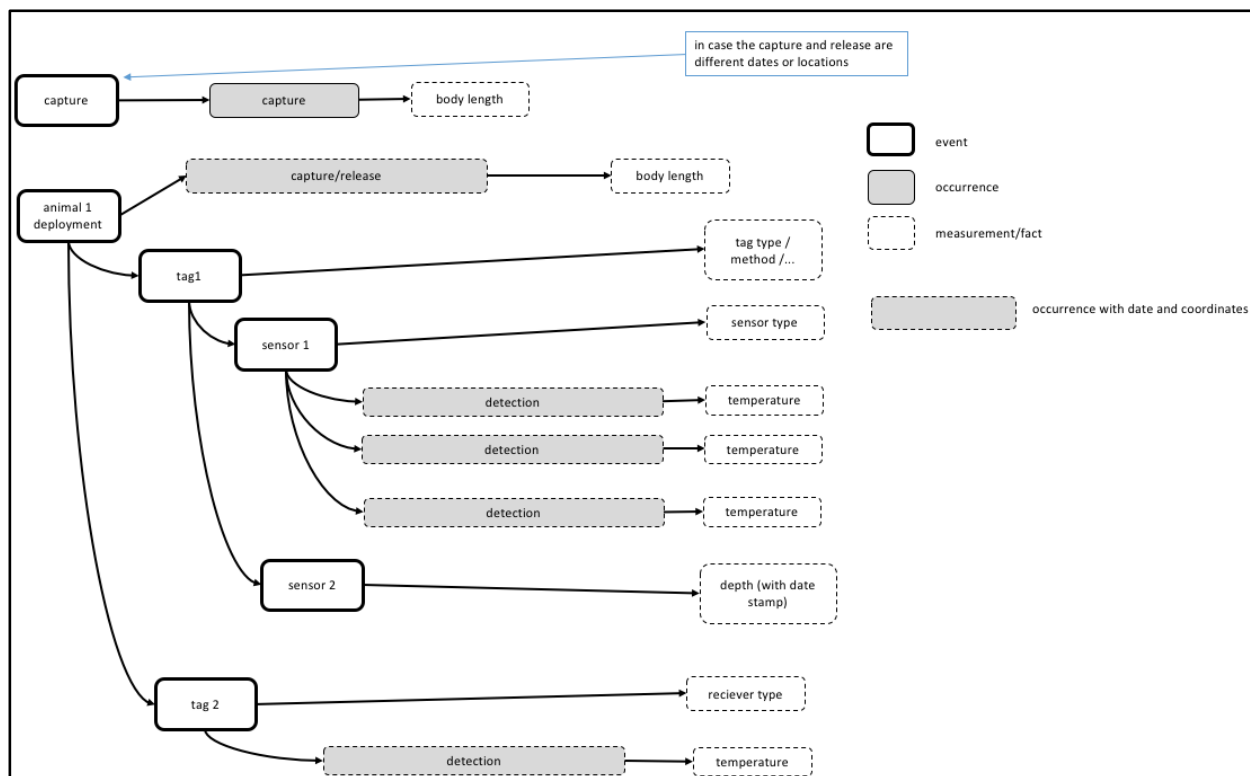 in case the capture and release are
different dates or locations
capture
capture
body length
event
capture/release
body length
occurrence
animal 1
deployment
measurement/fact
tag1
tag type /
method /...
sensor 1
sensor type
occurrence with date and coordinates
detection
temperature
detection
temperature
detection
temperature
sensor 2
depth (with date
stamp)
tag 2
reciever type
detection
temperature